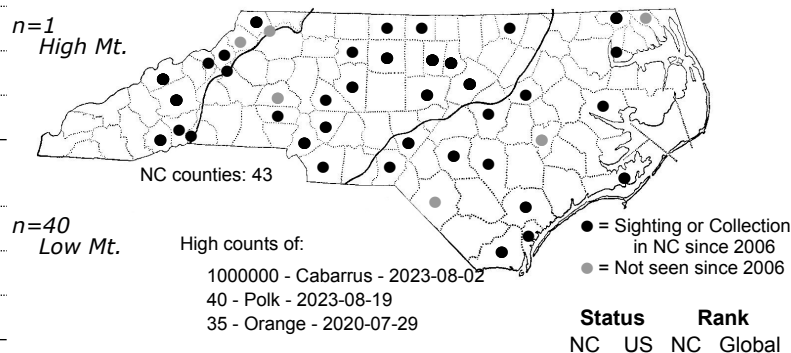 n=1
High Mt.
NC counties: 43
n=40
Low Mt.
High counts of:
1000000 - Cabarrus - 2023-08-02
40 - Polk - 2023-08-19
35 - Orange - 2020-07-29
= Sighting or Collection
in NC since 2006
= Not seen since 2006
Status Rank
NC US NC Global